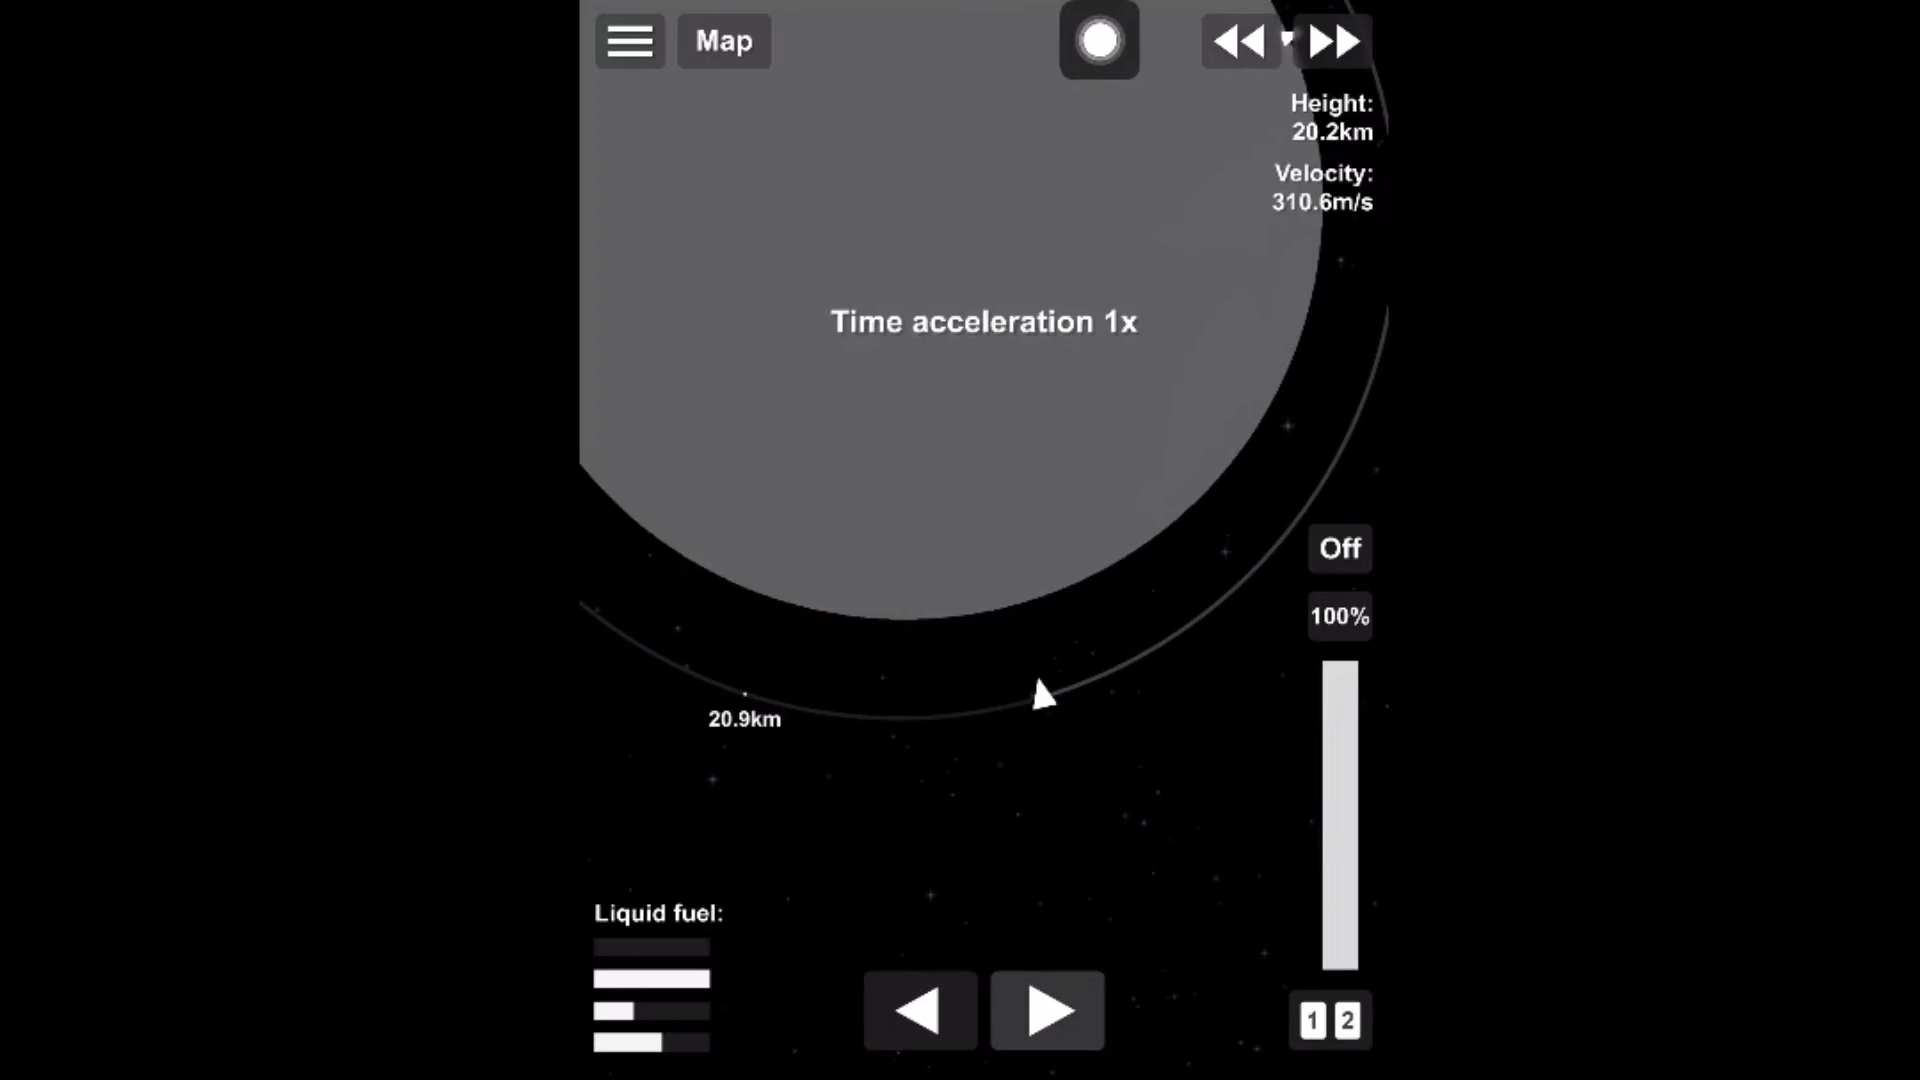 Map
Height:
20.2km
Velocity:
310.6m/s
Time acceleration 1x
Off
100%
20.9km
Liquid fuel:
1 2